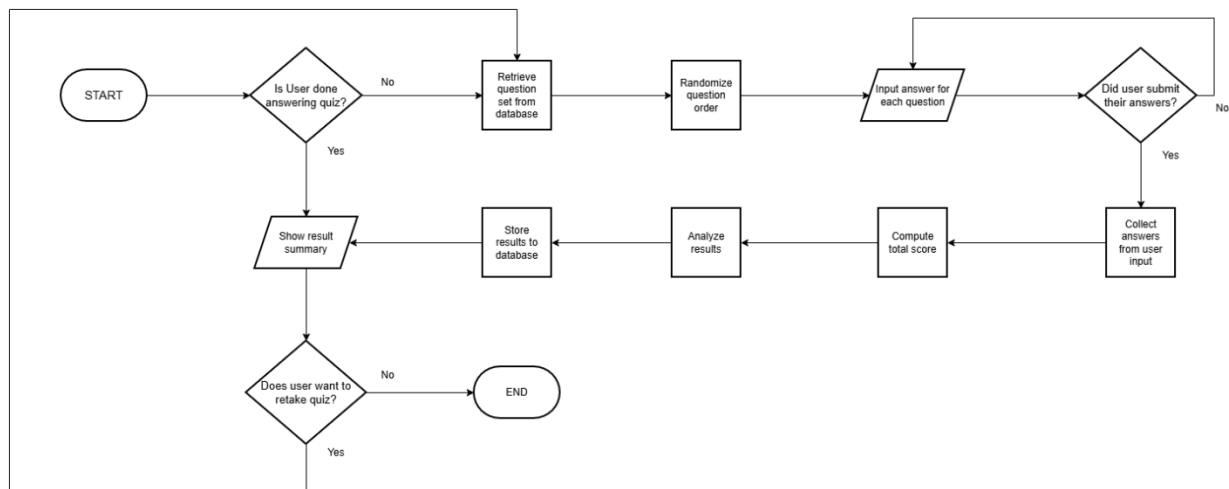 START
Is User done
answering quiz?
No
Retrieve
question
set from
database
Randomize
question
order
Input answer for
each question
Did user submit
their answers?
No
Yes
Yes
Show result
summary
Store
results to
database
Analyze
results
Compute
total score
Collect
answers
from user
input
Does user want to
retake quiz?
No
END
Yes